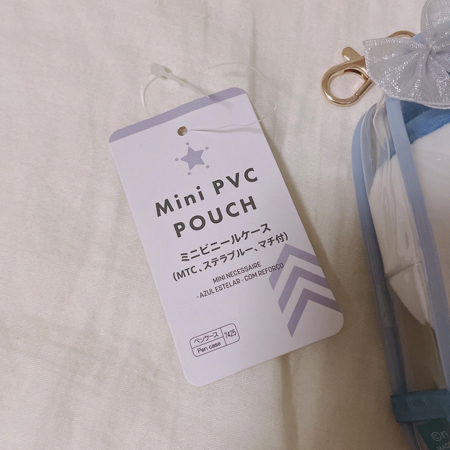 Mini PVC
POUCH
ミニビニールケース
(MTC、ステラブルー、マチ付)
MINI NECESSAIRE
- AZUL ESTELAR - COM REFORÇO
ペンケース
Pen case
7425